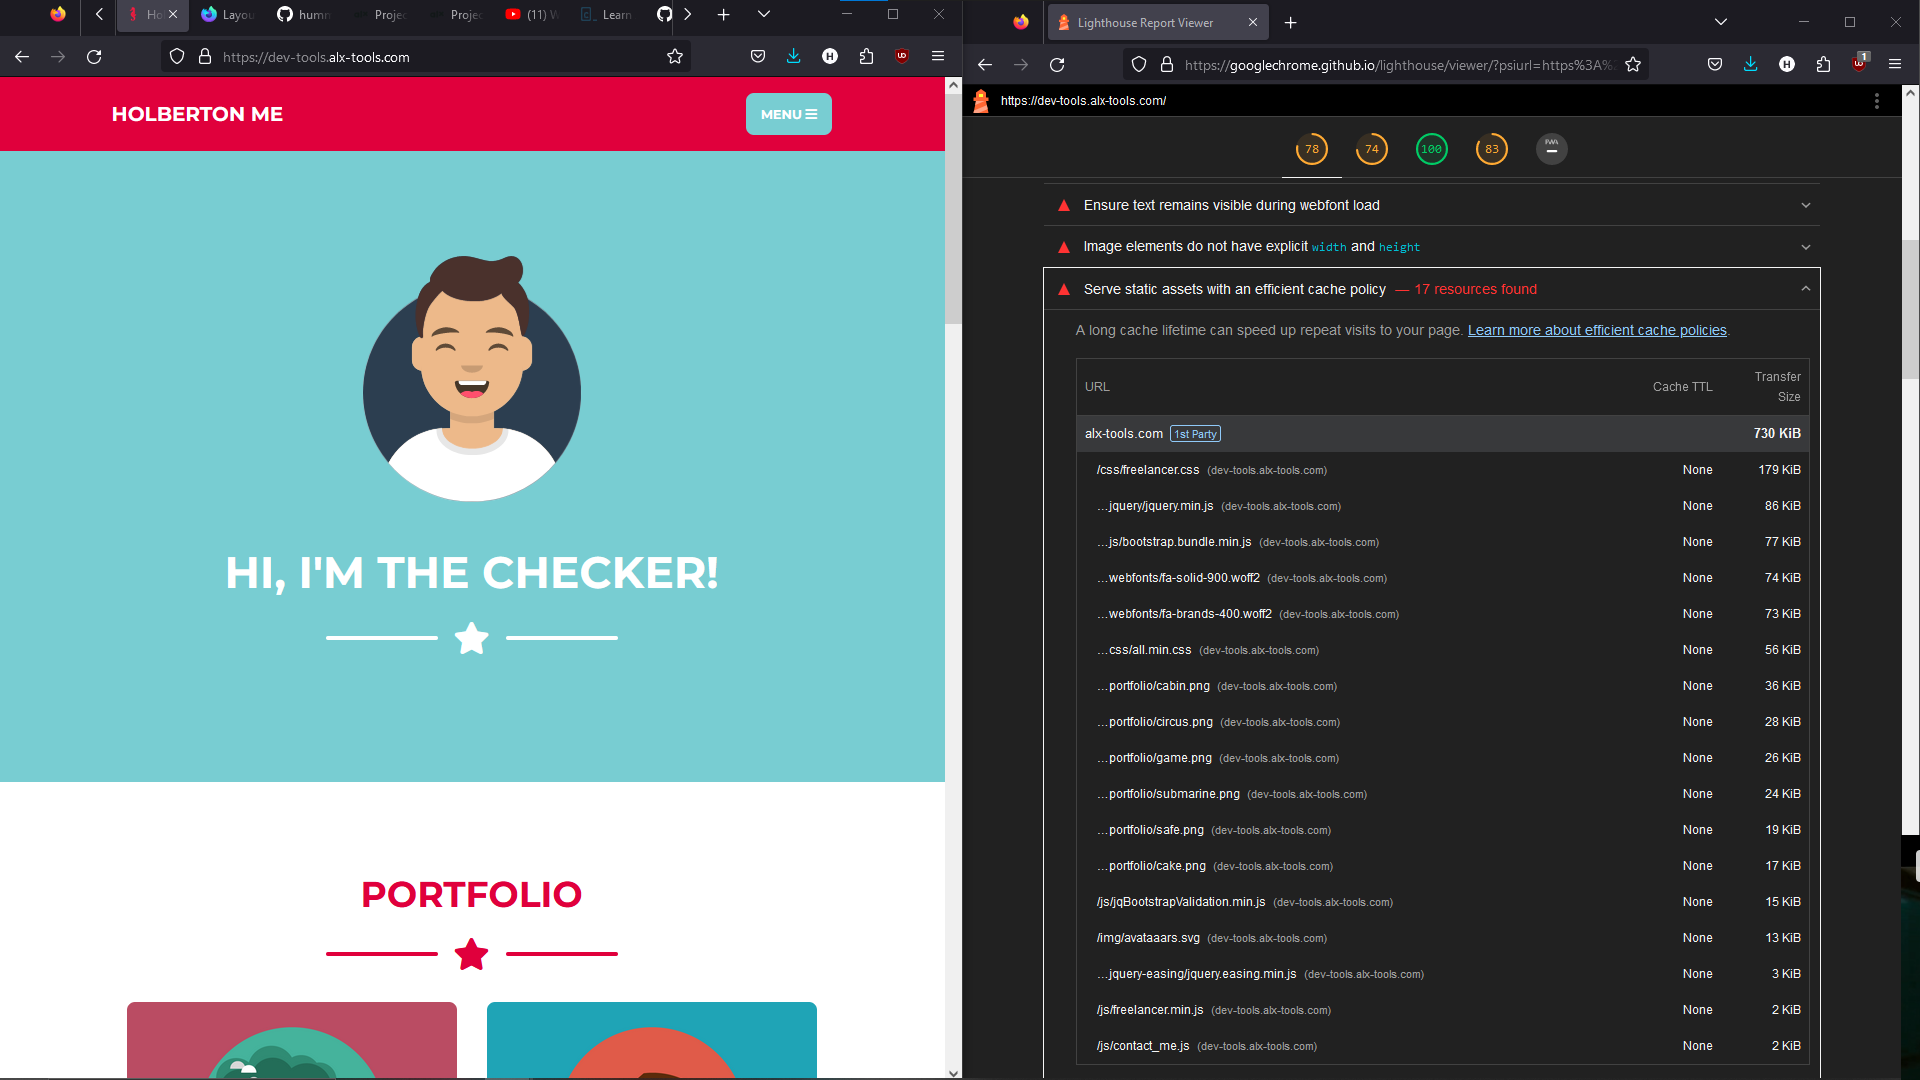 Ho
Layou
humm
Projec
Projec
(11) W
Learn
https://dev-tools.alx-tools.com
HOLBERTON ME
MENU
HI, I'M THE CHECKER!
PORTFOLIO
Lighthouse Report Viewer
https://googlechrome.github.io/lighthouse/viewer/?psiurl=https%3A%
1
https://dev-tools.alx-tools.com/
78
74
100
83
PWA
Ensure text remains visible during webfont load
Image elements do not have explicit width and height
Serve static assets with an efficient cache policy — 17 resources found
A long cache lifetime can speed up repeat visits to your page. Learn more about efficient cache policies.
URL Cache TTL Transfer Size
alx-tools.com 1st Party 730 KiB
/css/freelancer.css (dev-tools.alx-tools.com) None 179 KiB
…jquery/jquery.min.js (dev-tools.alx-tools.com) None 86 KiB
…js/bootstrap.bundle.min.js (dev-tools.alx-tools.com) None 77 KiB
…webfonts/fa-solid-900.woff2 (dev-tools.alx-tools.com) None 74 KiB
…webfonts/fa-brands-400.woff2 (dev-tools.alx-tools.com) None 73 KiB
…css/all.min.css (dev-tools.alx-tools.com) None 56 KiB
…portfolio/cabin.png (dev-tools.alx-tools.com) None 36 KiB
…portfolio/circus.png (dev-tools.alx-tools.com) None 28 KiB
…portfolio/game.png (dev-tools.alx-tools.com) None 26 KiB
…portfolio/submarine.png (dev-tools.alx-tools.com) None 24 KiB
…portfolio/safe.png (dev-tools.alx-tools.com) None 19 KiB
…portfolio/cake.png (dev-tools.alx-tools.com) None 17 KiB
/js/jqBootstrapValidation.min.js (dev-tools.alx-tools.com) None 15 KiB
/img/avataaars.svg (dev-tools.alx-tools.com) None 13 KiB
…jquery-easing/jquery.easing.min.js (dev-tools.alx-tools.com) None 3 KiB
/js/freelancer.min.js (dev-tools.alx-tools.com) None 2 KiB
/js/contact_me.js (dev-tools.alx-tools.com) None 2 KiB